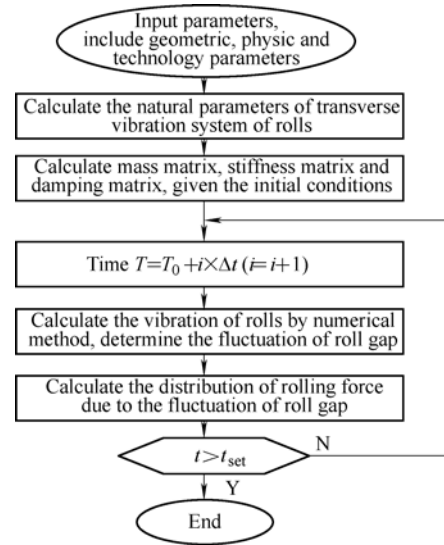 Input parameters,
include geometric, physic and
technology parameters
Calculate the natural parameters of transverse
vibration system of rolls
Calculate mass matrix, stiffness matrix and
damping matrix, given the initial conditions
Time T=T₀+i×Δt (i=i+1)
Calculate the vibration of rolls by numerical
method, determine the fluctuation of roll gap
Calculate the distribution of rolling force
due to the fluctuation of roll gap
t>t_set
N
Y
End